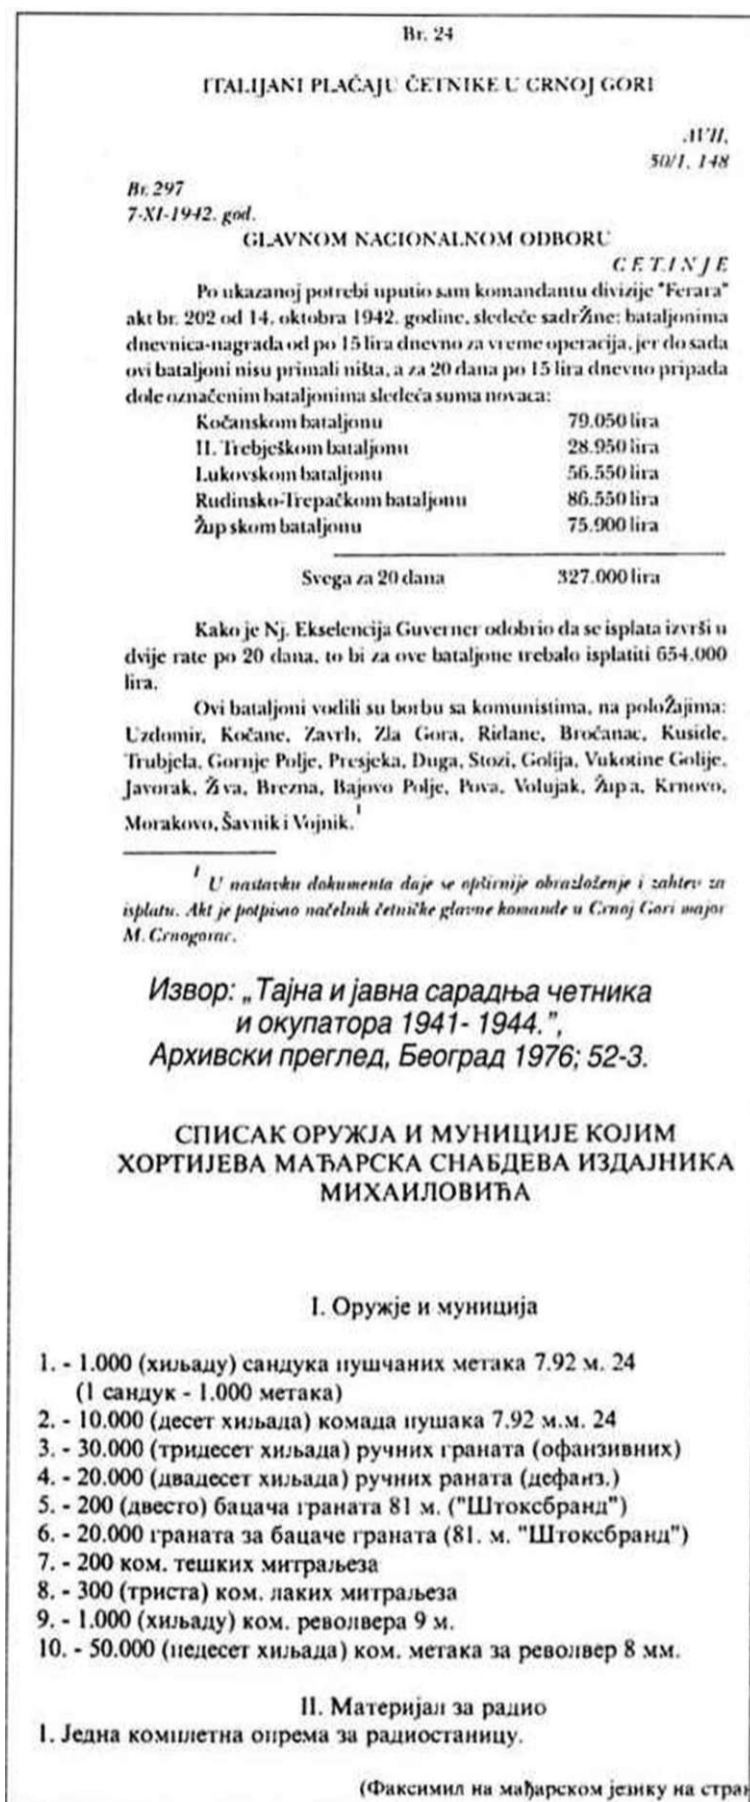 Br. 24
ITALIJANI PLAĆAJU ČETNIKE U CRNOJ GORI
AVII,
50/1, 148
Br. 297
7-XI-1942. god.
GLAVNOM NACIONALNOM ODBORU
CETINJE
Po ukazanoj potrebi uputio sam komandantu divizije "Ferara"
akt br. 202 od 14. oktobra 1942. godine, sledeće sadržine: bataljonima
dnevnica-nagrada od po 15 lira dnevno za vreme operacija, jer do sada
ovi bataljoni nisu primali ništa, a za 20 dana po 15 lira dnevno pripada
dole označenim bataljonima sledeća suma novaca:
Kočanskom bataljonu 79.050 lira
II. Trebješkom bataljonu 28.950 lira
Lukovskom bataljonu 56.550 lira
Rudinsko-Trepačkom bataljonu 86.550 lira
Župskom bataljonu 75.900 lira
Svega za 20 dana 327.000 lira
Kako je Nj. Ekselencija Guverner odobrio da se isplata izvrši u
dvije rate po 20 dana, to bi za ove bataljone trebalo isplatiti 654.000
lira.
Ovi bataljoni vodili su borbu sa komunistima, na položajima:
Uzdomir, Kočane, Zavrh, Zla Gora, Riđane, Broćanac, Kuside,
Trubjela, Gornje Polje, Presjeka, Duga, Stozi, Golija, Vukotine Golije,
Javorak, Živa, Brezna, Bajovo Polje, Pova, Volujak, Župa, Krnovo,
Morakovo, Šavnik i Vojnik.¹
¹ U nastavku dokumenta daje se opširnije obrazloženje i zahtev za
isplatu. Akt je potpisao načelnik četničke glavne komande u Crnoj Gori major
M. Crnogorac.
Извор: „Тајна и јавна сарадња четника
и окупатора 1941- 1944.”,
Архивски преглед, Београд 1976; 52-3.
СПИСАК ОРУЖЈА И МУНИЦИЈЕ КОЈИМ
ХОРТИЈЕВА МАЂАРСКА СНАБДЕВА ИЗДАЈНИКА
МИХАИЛОВИЋА
I. Оружје и муниција
1. - 1.000 (хиљаду) сандука пушчаних метака 7.92 м. 24
(1 сандук - 1.000 метака)
2. - 10.000 (десет хиљада) комада пушака 7.92 м.м. 24
3. - 30.000 (тридесет хиљада) ручних граната (офанзивних)
4. - 20.000 (двадесет хиљада) ручних раната (дефанз.)
5. - 200 (двесто) бацача граната 81 м. ("Штоксбранд")
6. - 20.000 граната за бацаче граната (81. м. "Штоксбранд")
7. - 200 ком. тешких митраљеза
8. - 300 (триста) ком. лаких митраљеза
9. - 1.000 (хиљаду) ком. револвера 9 м.
10. - 50.000 (педесет хиљада) ком. метака за револвер 8 мм.
II. Материјал за радио
1. Једна комплетна опрема за радиостаницу.
(Факсимил на мађарском језику на стран